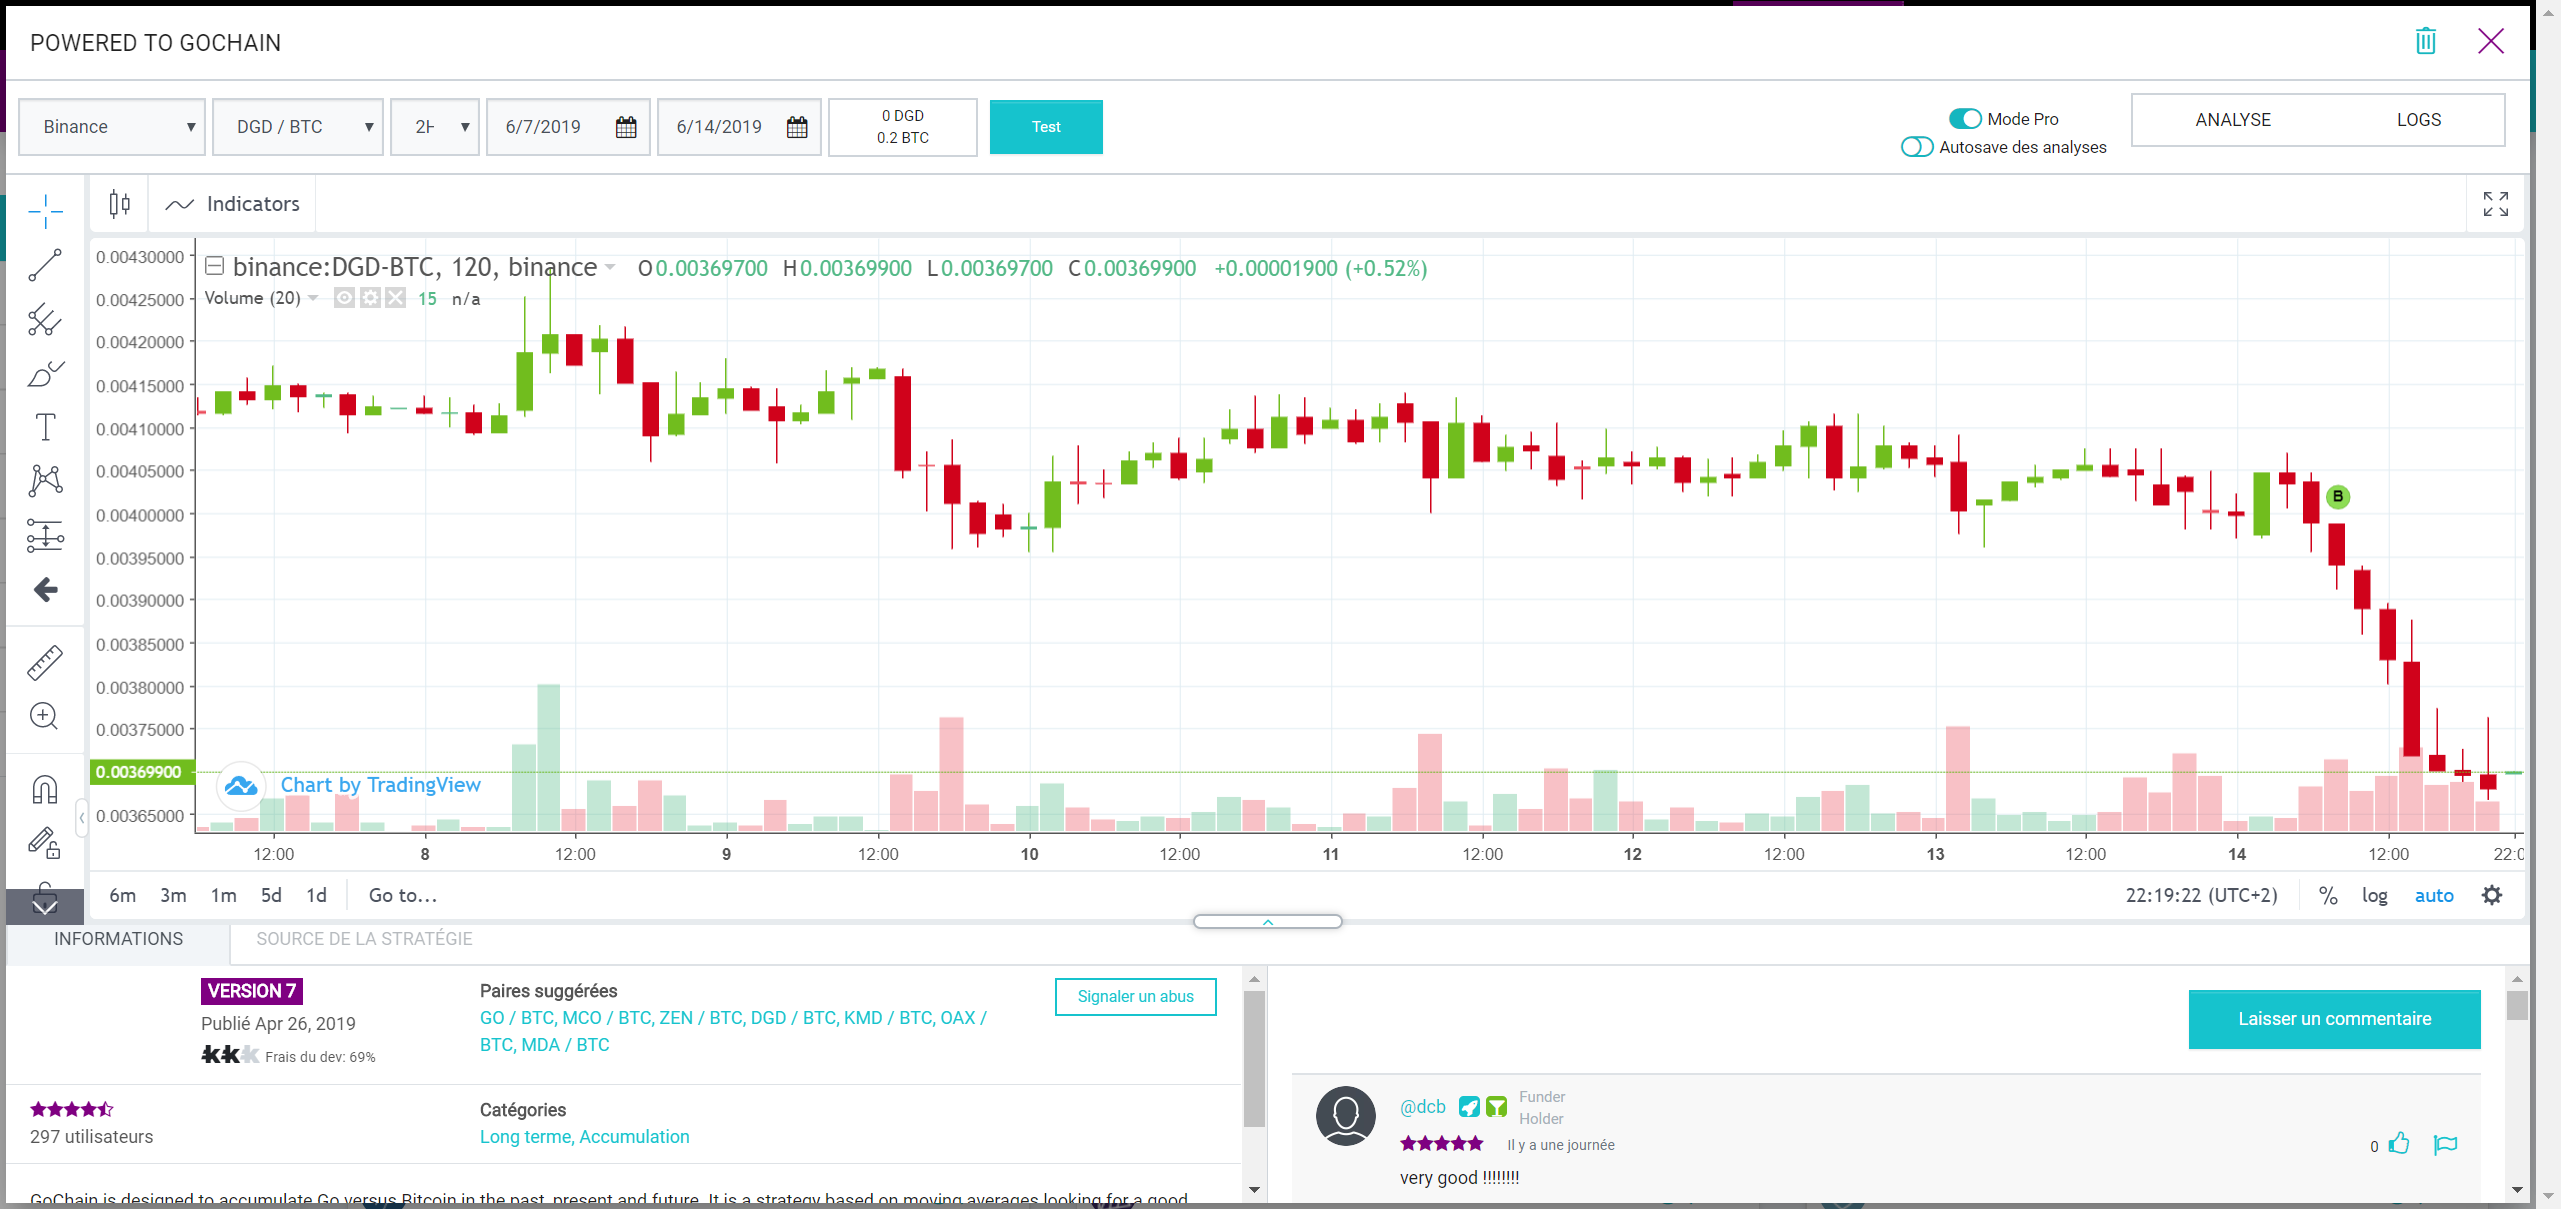 POWERED TO GOCHAIN
Binance
DGD / BTC
6/7/2019
6/14/2019
0 DGD
0.2 BTC
Test
Mode Pro
Autosave des analyses
ANALYSE
LOGS
Indicators
binance:DGD-BTC, 120, binance O0.00369700 H0.00369900 L0.00369700 C0.00369900 +0.00001900 (+0.52%)
Volume (20) 15 n/a
0.00430000
0.00425000
0.00420000
0.00415000
0.00410000
0.00405000
0.00400000
0.00395000
0.00390000
0.00385000
0.00380000
0.00375000
0.00369900
0.00365000
B
Chart by TradingView
12:00 8 12:00 9 12:00 10 12:00 11 12:00 12 12:00 13 12:00 14 12:00
6m 3m 1m 5d 1d Go to...
22:19:22 (UTC+2) % log auto
INFORMATIONS
SOURCE DE LA STRATÉGIE
VERSION 7
Publié Apr 26, 2019
Frais du dev: 69%
Paires suggérées
GO / BTC, MCO / BTC, ZEN / BTC, DGD / BTC, KMD / BTC, OAX /
BTC, MDA / BTC
Signaler un abus
297 utilisateurs
Catégories
Long terme, Accumulation
GoChain is designed to accumulate Go versus Bitcoin in the past, present and future. It is a strategy based on moving averages looking for a good
Laisser un commentaire
@dcb
Funder
Holder
Il y a une journée
0
very good !!!!!!!!